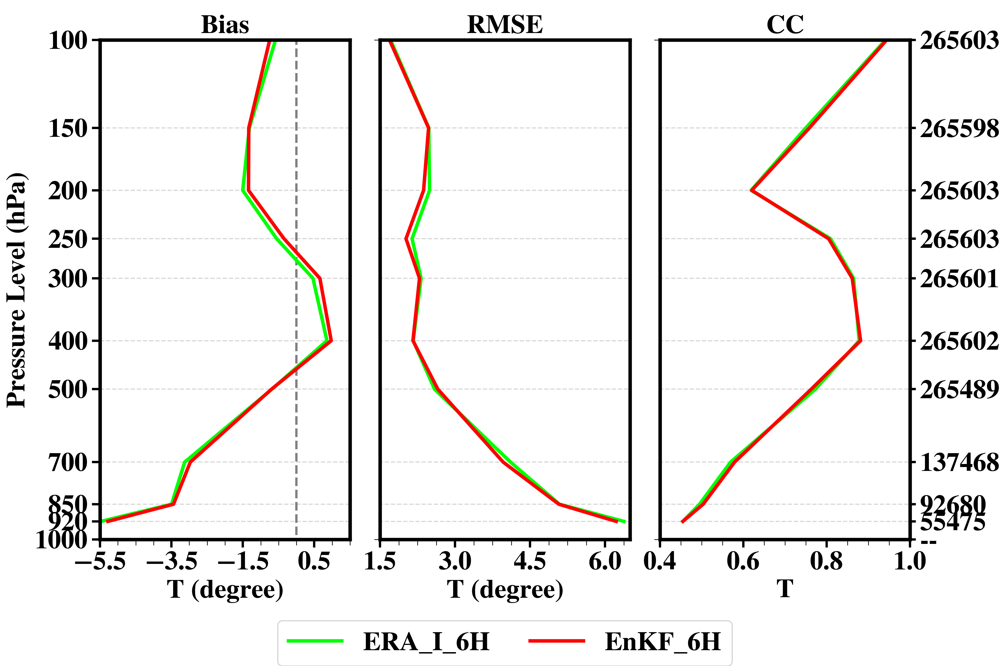 Bias RMSE CC
100 265603
150 265598
200 265603
250 265603
300 265601
400 265602
500 265489
700 137468
850 92680
920 55475
1000 --
Pressure Level (hPa)
−5.5 −3.5 −1.5 0.5 1.5 3.0 4.5 6.0 0.4 0.6 0.8 1.0
T (degree) T (degree) T
ERA_I_6H EnKF_6H